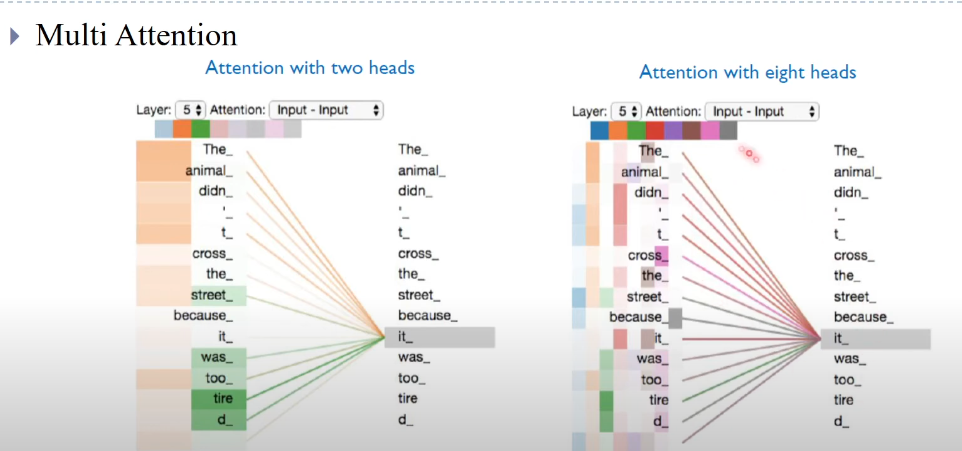 Multi Attention
Attention with two heads
Layer: 5 Attention: Input - Input
The_ The_
animal_ animal_
didn_ didn_
'_ '_
t_ t_
cross_ cross_
the_ the_
street_ street_
because_ because_
it_ it_
was_ was_
too_ too_
tire tire
d_ d_
Attention with eight heads
Layer: 5 Attention: Input - Input
The_ The_
animal_ animal_
didn_ didn_
'_ '_
t_ t_
cross_ cross_
the_ the_
street_ street_
because_ because_
it_ it_
was_ was_
too_ too_
tire tire
d_ d_